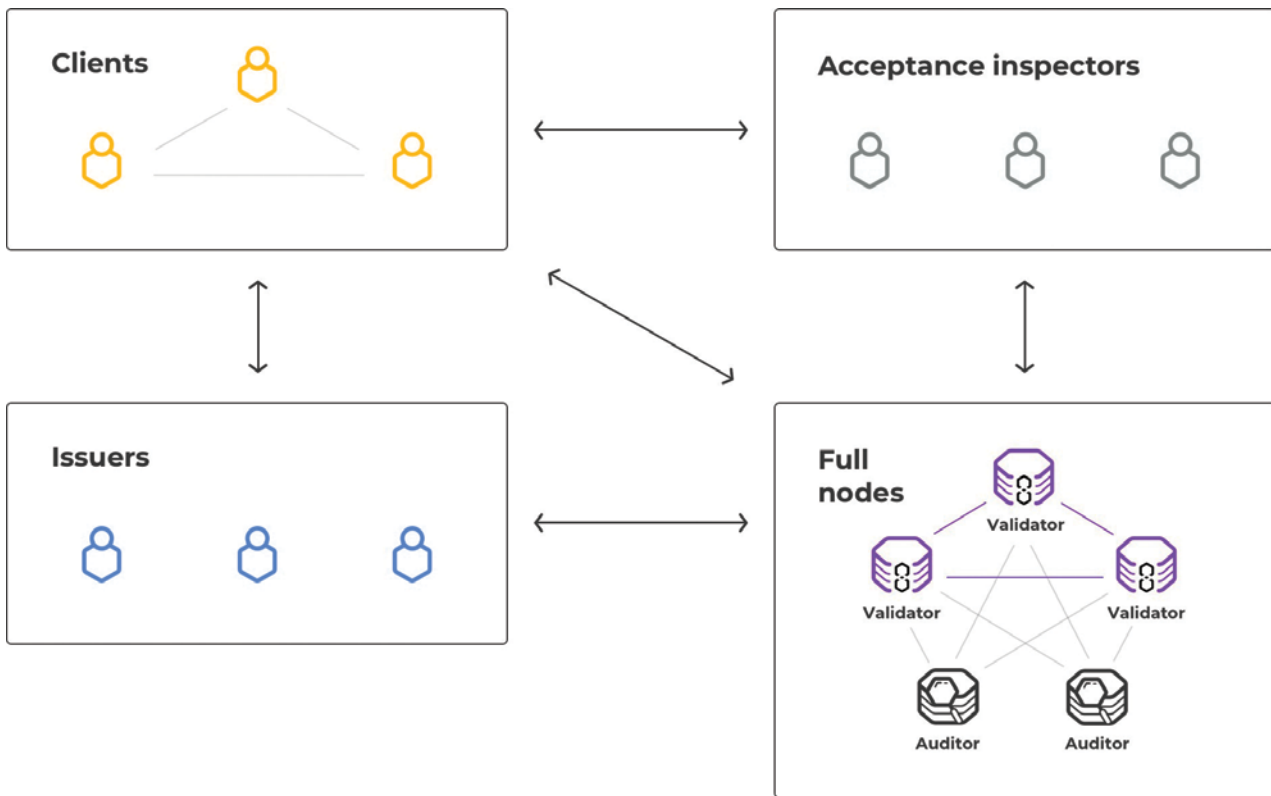 Clients
Acceptance inspectors
Issuers
Full
nodes
Validator
Validator
Validator
Auditor
Auditor